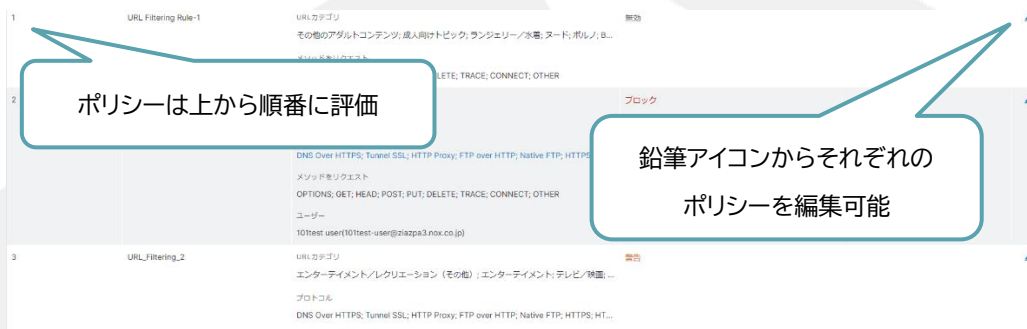 1
URL Filtering Rule-1
URLカテゴリ
無効
その他のアダルトコンテンツ; 成人向けトピック; ランジェリー/水着; ヌード; ポルノ; B...
メソッドをリクエスト
LETE; TRACE; CONNECT; OTHER
ポリシーは上から順番に評価
2
ブロック
DNS Over HTTPS; Tunnel SSL; HTTP Proxy; FTP over HTTP; Native FTP; HTTPS
メソッドをリクエスト
OPTIONS; GET; HEAD; POST; PUT; DELETE; TRACE; CONNECT; OTHER
ユーザー
101test user(101test-user@ziazpa3.nox.co.jp)
鉛筆アイコンからそれぞれの
ポリシーを編集可能
3
URL_Filtering_2
URLカテゴリ
警告
エンターテイメント/レクリエーション（その他）; エンターテイメント; テレビ/映画; ...
プロトコル
DNS Over HTTPS; Tunnel SSL; HTTP Proxy; FTP over HTTP; Native FTP; HTTPS; HT...